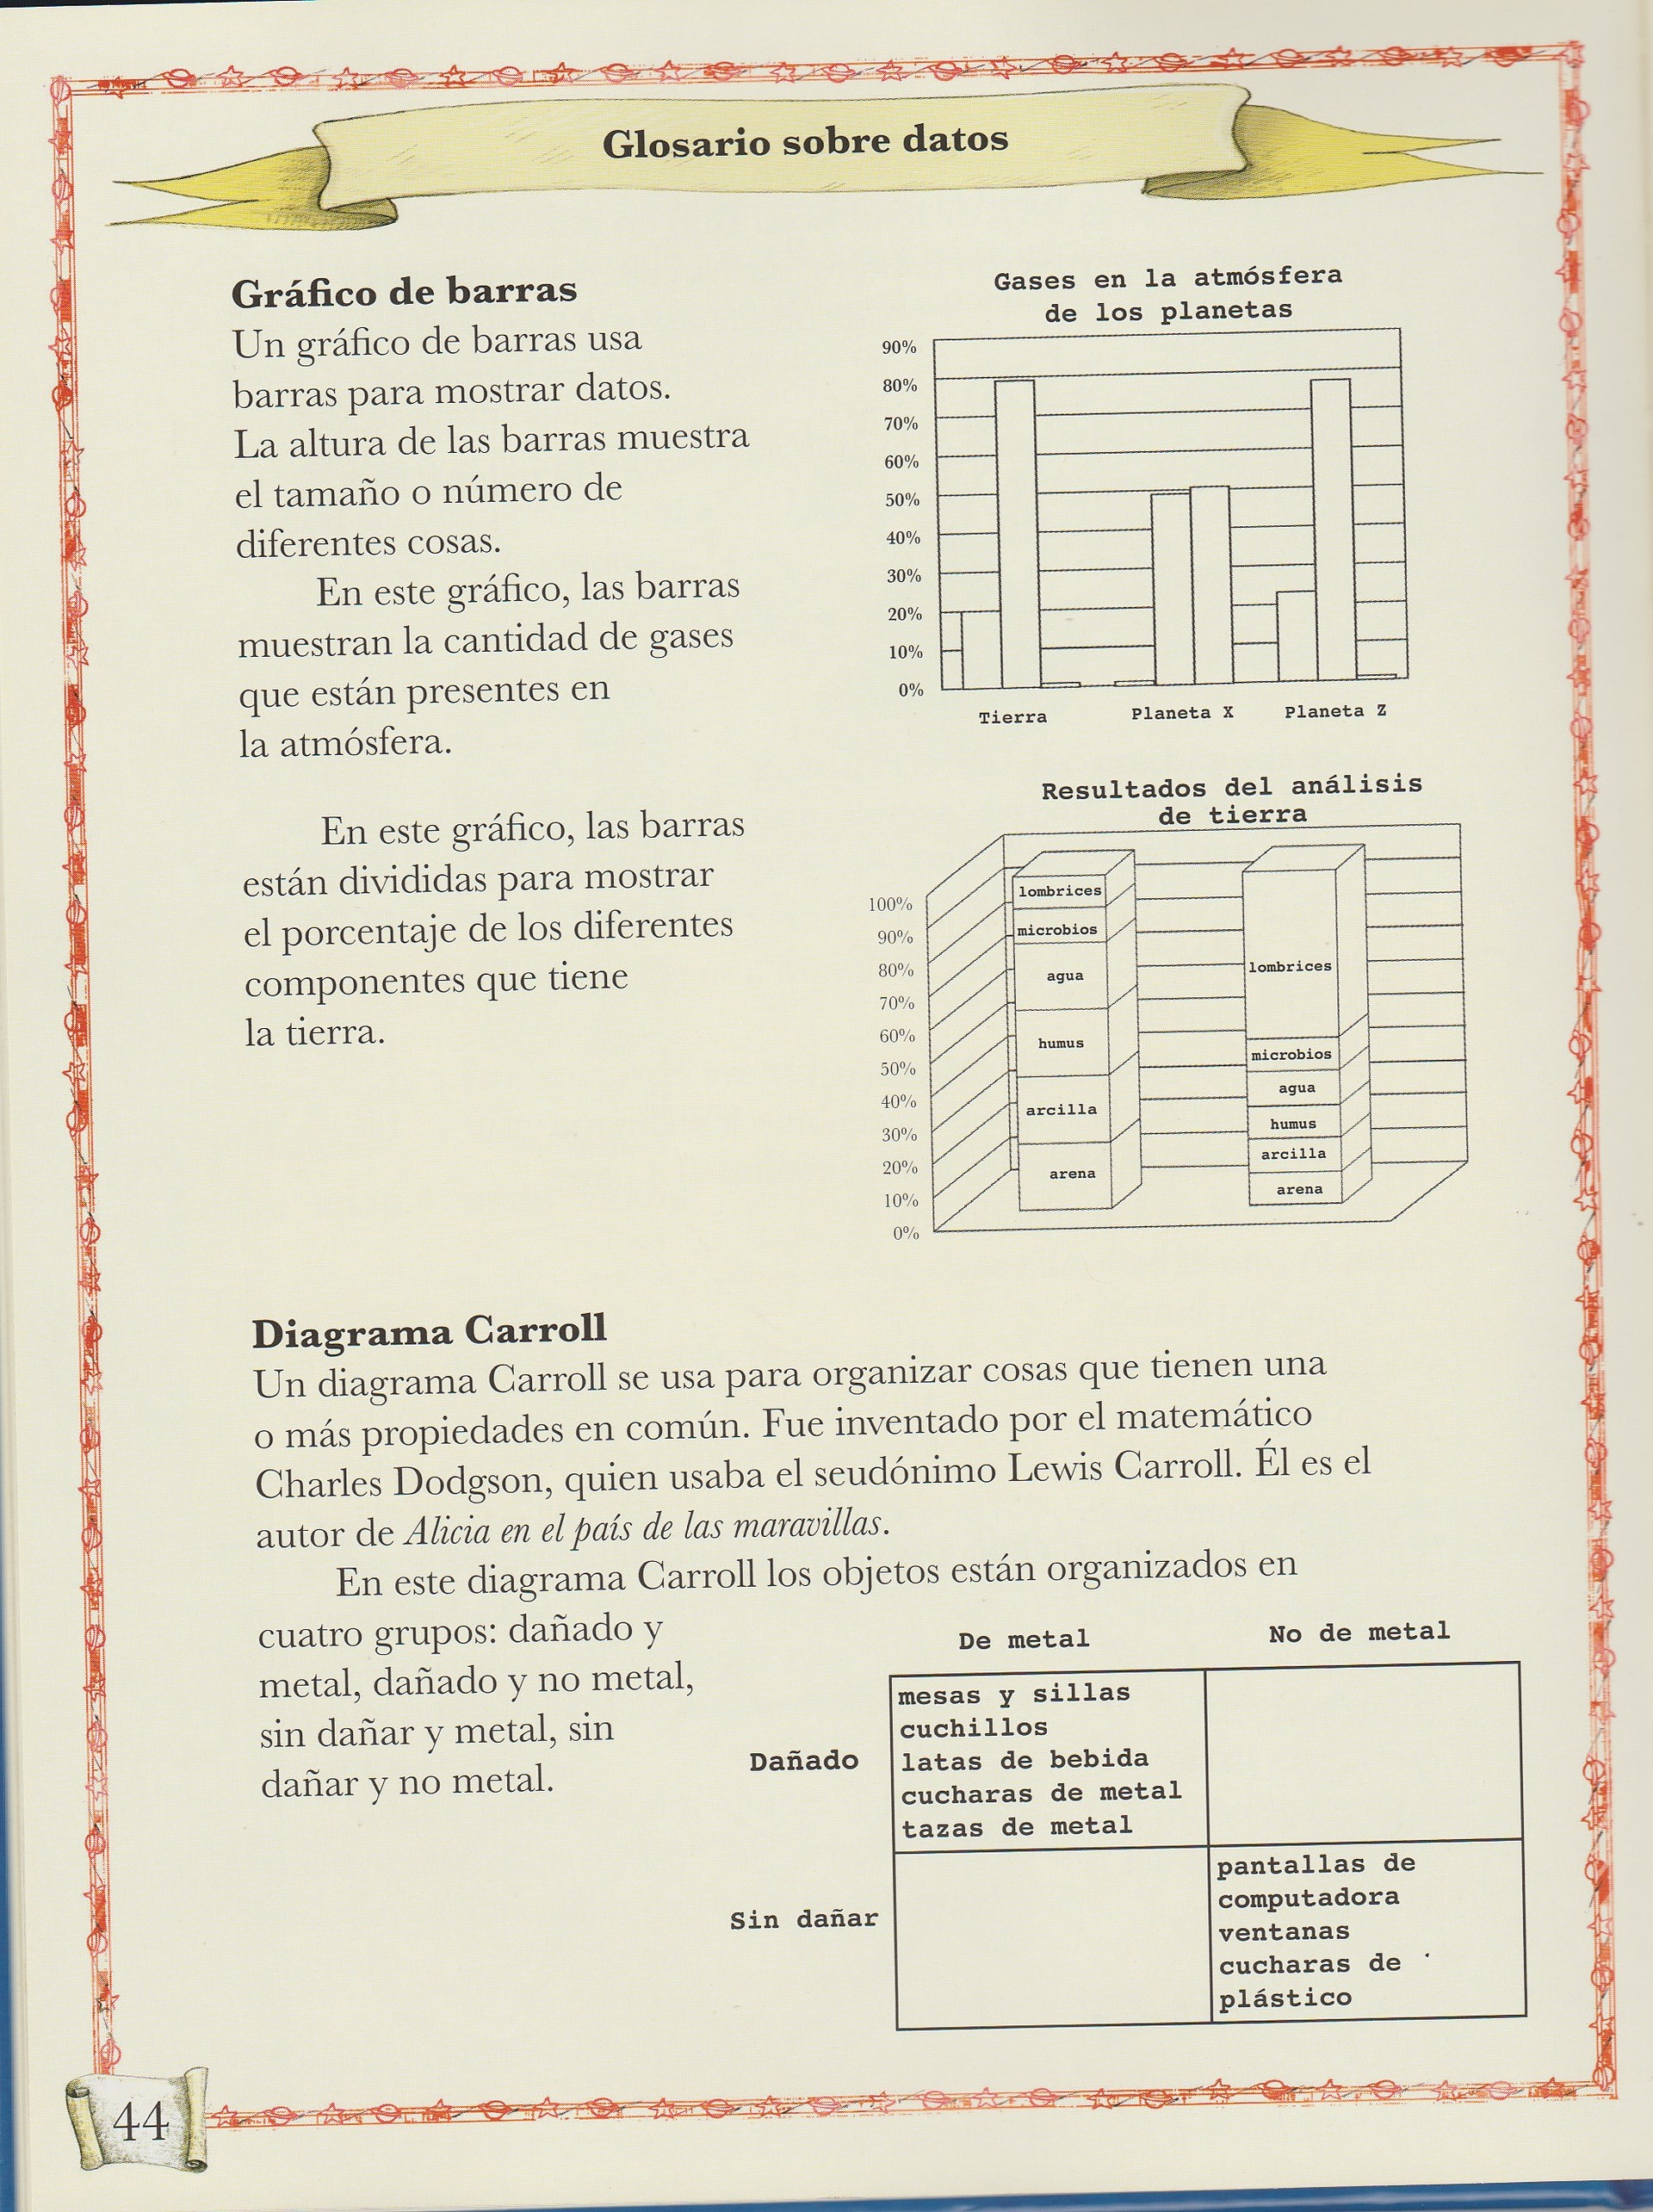 Glosario sobre datos
Gráfico de barras
Un gráfico de barras usa
barras para mostrar datos.
La altura de las barras muestra
el tamaño o número de
diferentes cosas.
En este gráfico, las barras
muestran la cantidad de gases
que están presentes en
la atmósfera.
Gases en la atmósfera
de los planetas
90%
80%
70%
60%
50%
40%
30%
20%
10%
0%
Tierra Planeta X Planeta Z
En este gráfico, las barras
están divididas para mostrar
el porcentaje de los diferentes
componentes que tiene
la tierra.
Resultados del análisis
de tierra
100%
90%
80%
70%
60%
50%
40%
30%
20%
10%
0%
lombrices
microbios
agua
humus
arcilla
arena
lombrices
microbios
agua
humus
arcilla
arena
Diagrama Carroll
Un diagrama Carroll se usa para organizar cosas que tienen una
o más propiedades en común. Fue inventado por el matemático
Charles Dodgson, quien usaba el seudónimo Lewis Carroll. Él es el
autor de Alicia en el país de las maravillas.
En este diagrama Carroll los objetos están organizados en
cuatro grupos: dañado y
metal, dañado y no metal,
sin dañar y metal, sin
dañar y no metal.
De metal No de metal
Dañado
mesas y sillas
cuchillos
latas de bebida
cucharas de metal
tazas de metal
Sin dañar
pantallas de
computadora
ventanas
cucharas de
plástico
44